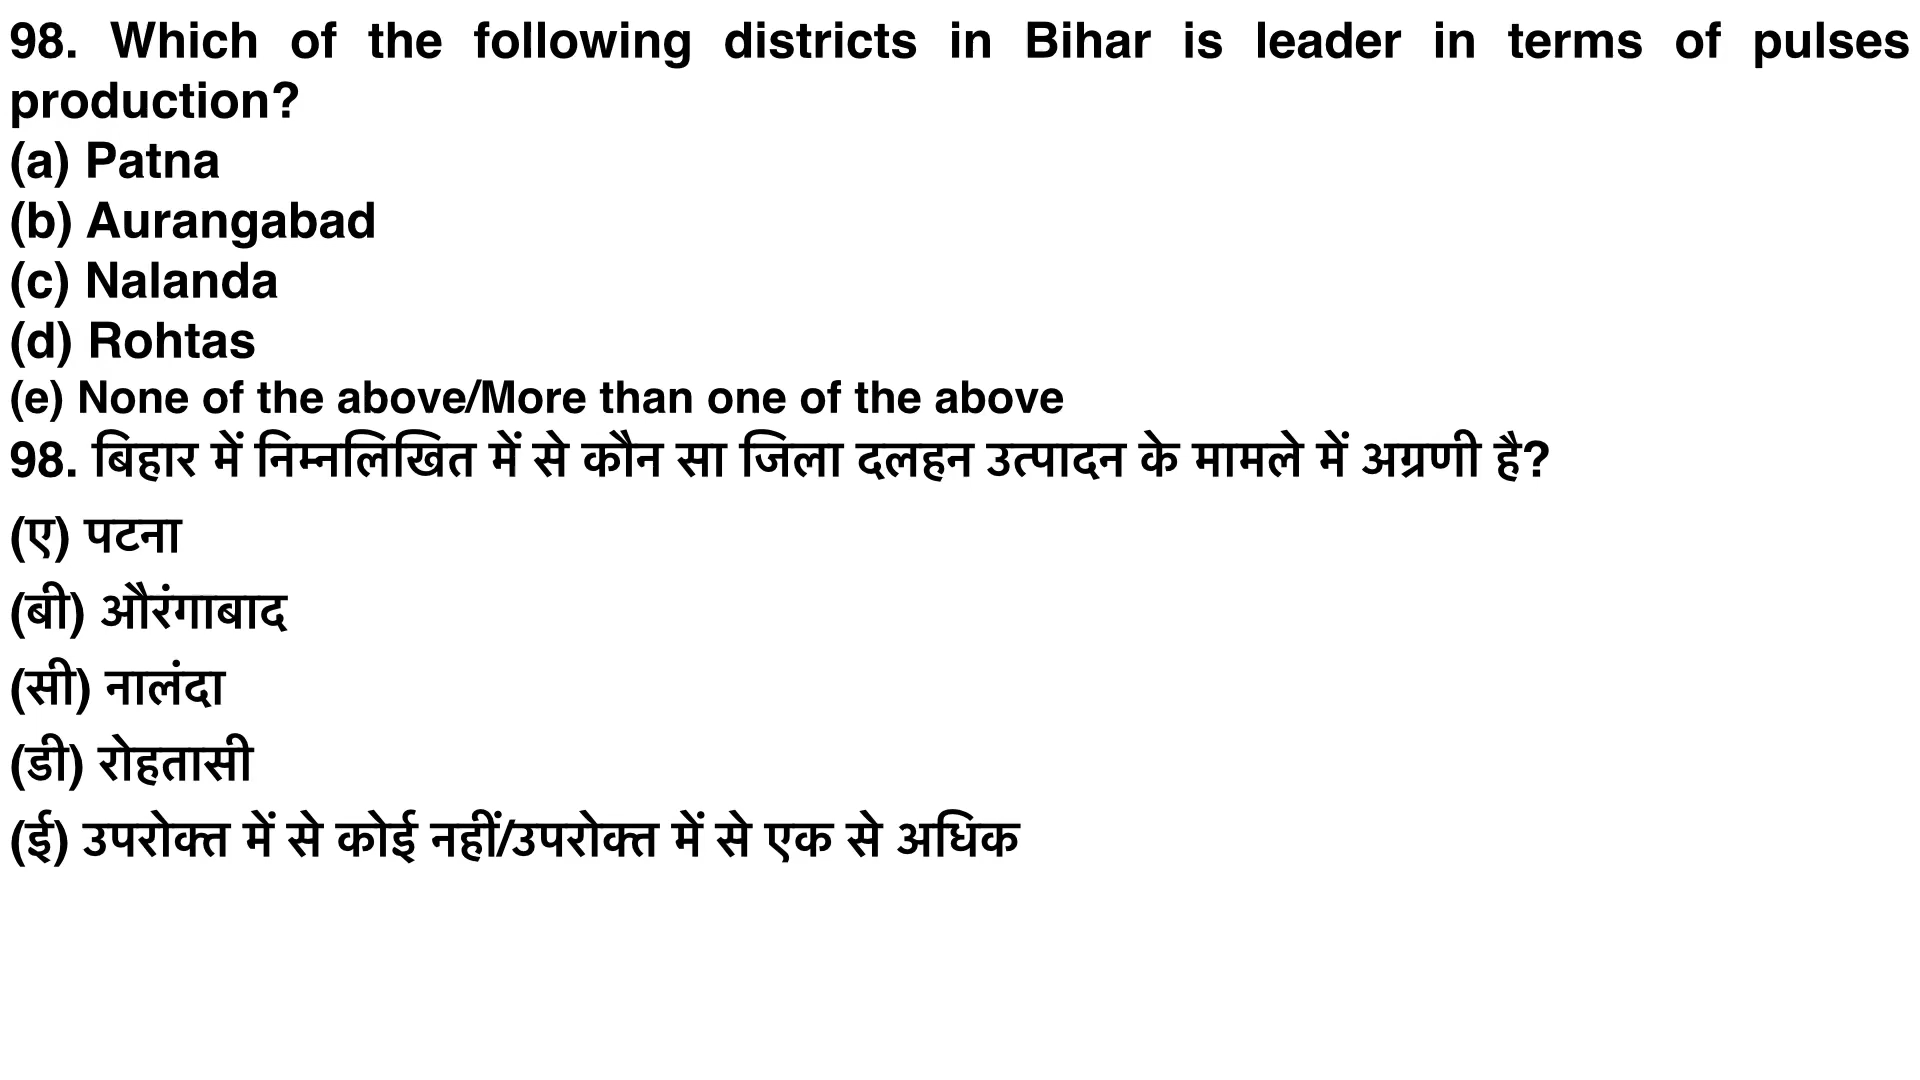 98. Which of the following districts in Bihar is leader in terms of pulses
production?
(a) Patna
(b) Aurangabad
(c) Nalanda
(d) Rohtas
(e) None of the above/More than one of the above
98. बिहार में निम्नलिखित में से कौन सा जिला दलहन उत्पादन के मामले में अग्रणी है?
(ए) पटना
(बी) औरंगाबाद
(सी) नालंदा
(डी) रोहतासी
(ई) उपरोक्त में से कोई नहीं/उपरोक्त में से एक से अधिक